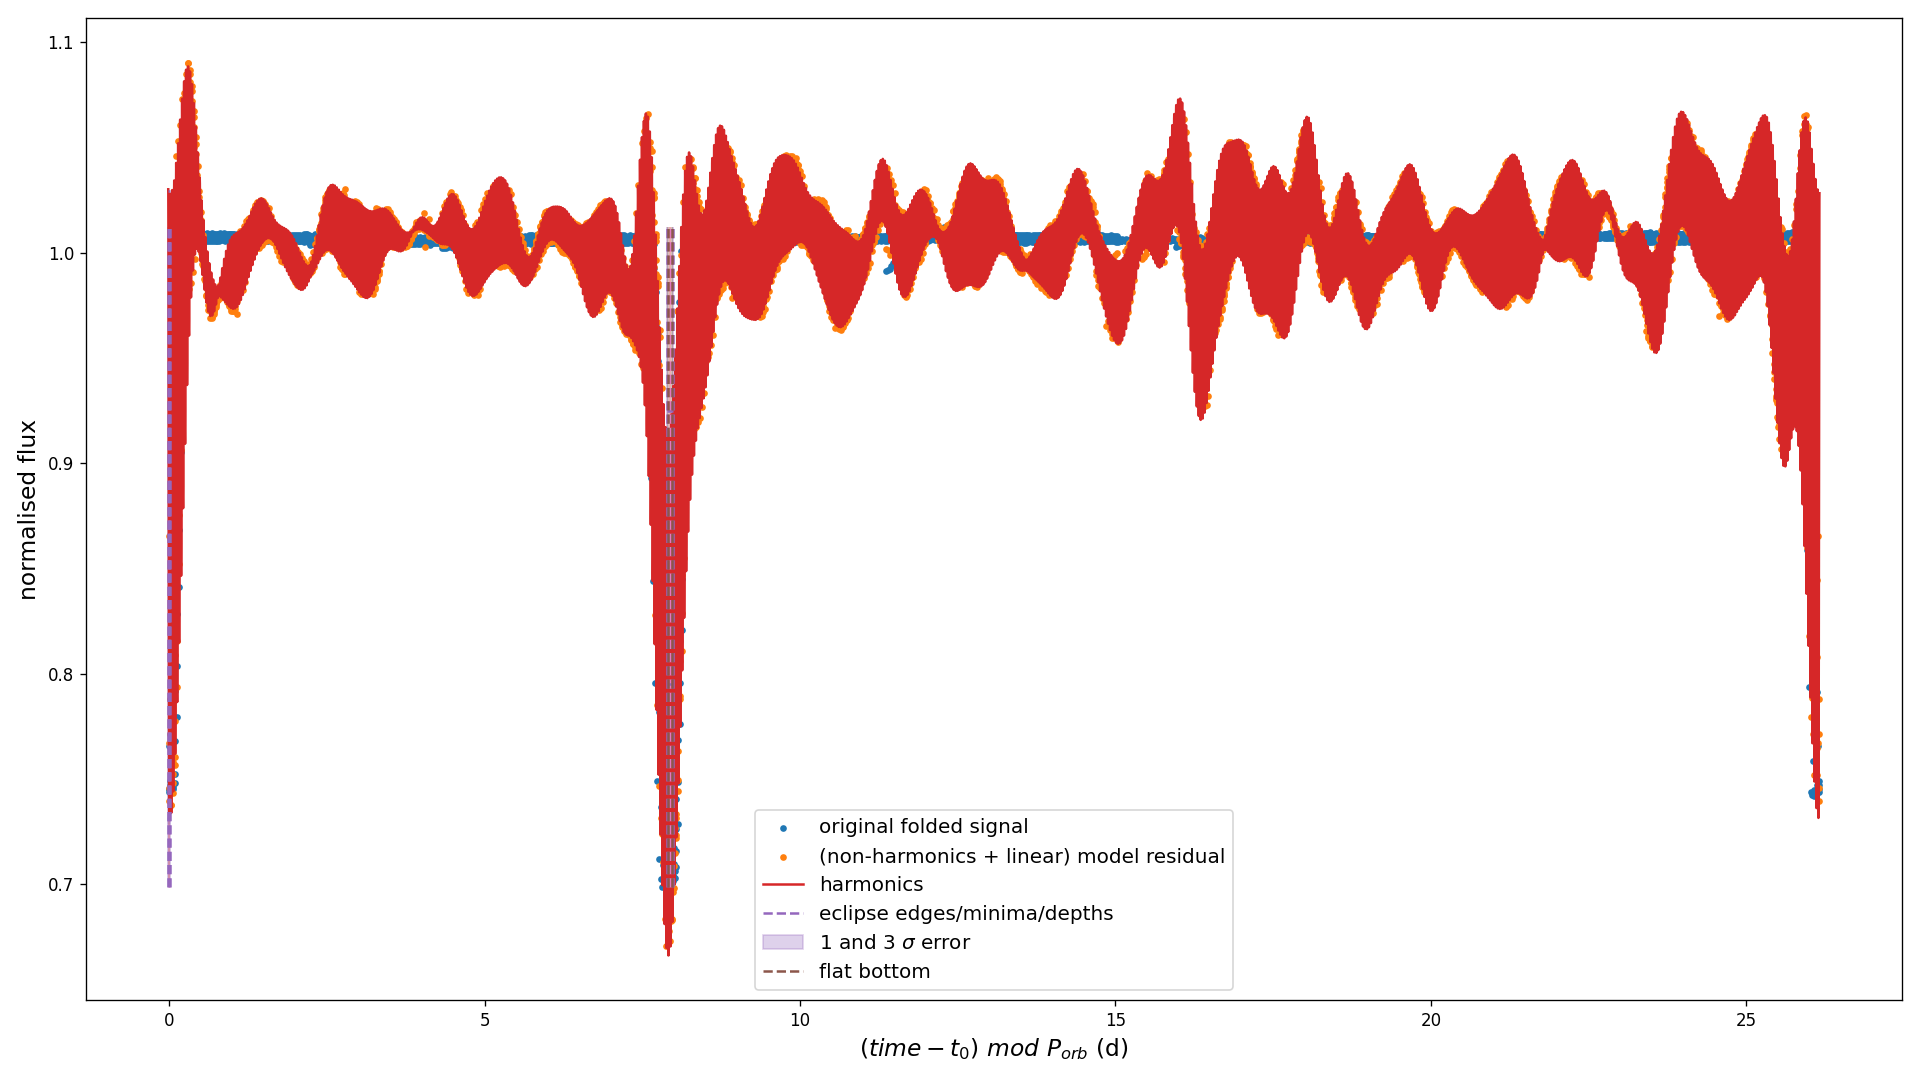 1.1
1.0
0.9
0.8
0.7
normalised flux
original folded signal
(non-harmonics + linear) model residual
harmonics
eclipse edges/minima/depths
1 and 3 σ error
flat bottom
0 5 10 15 20 25
(time − t₀) mod Pₒᵣb (d)